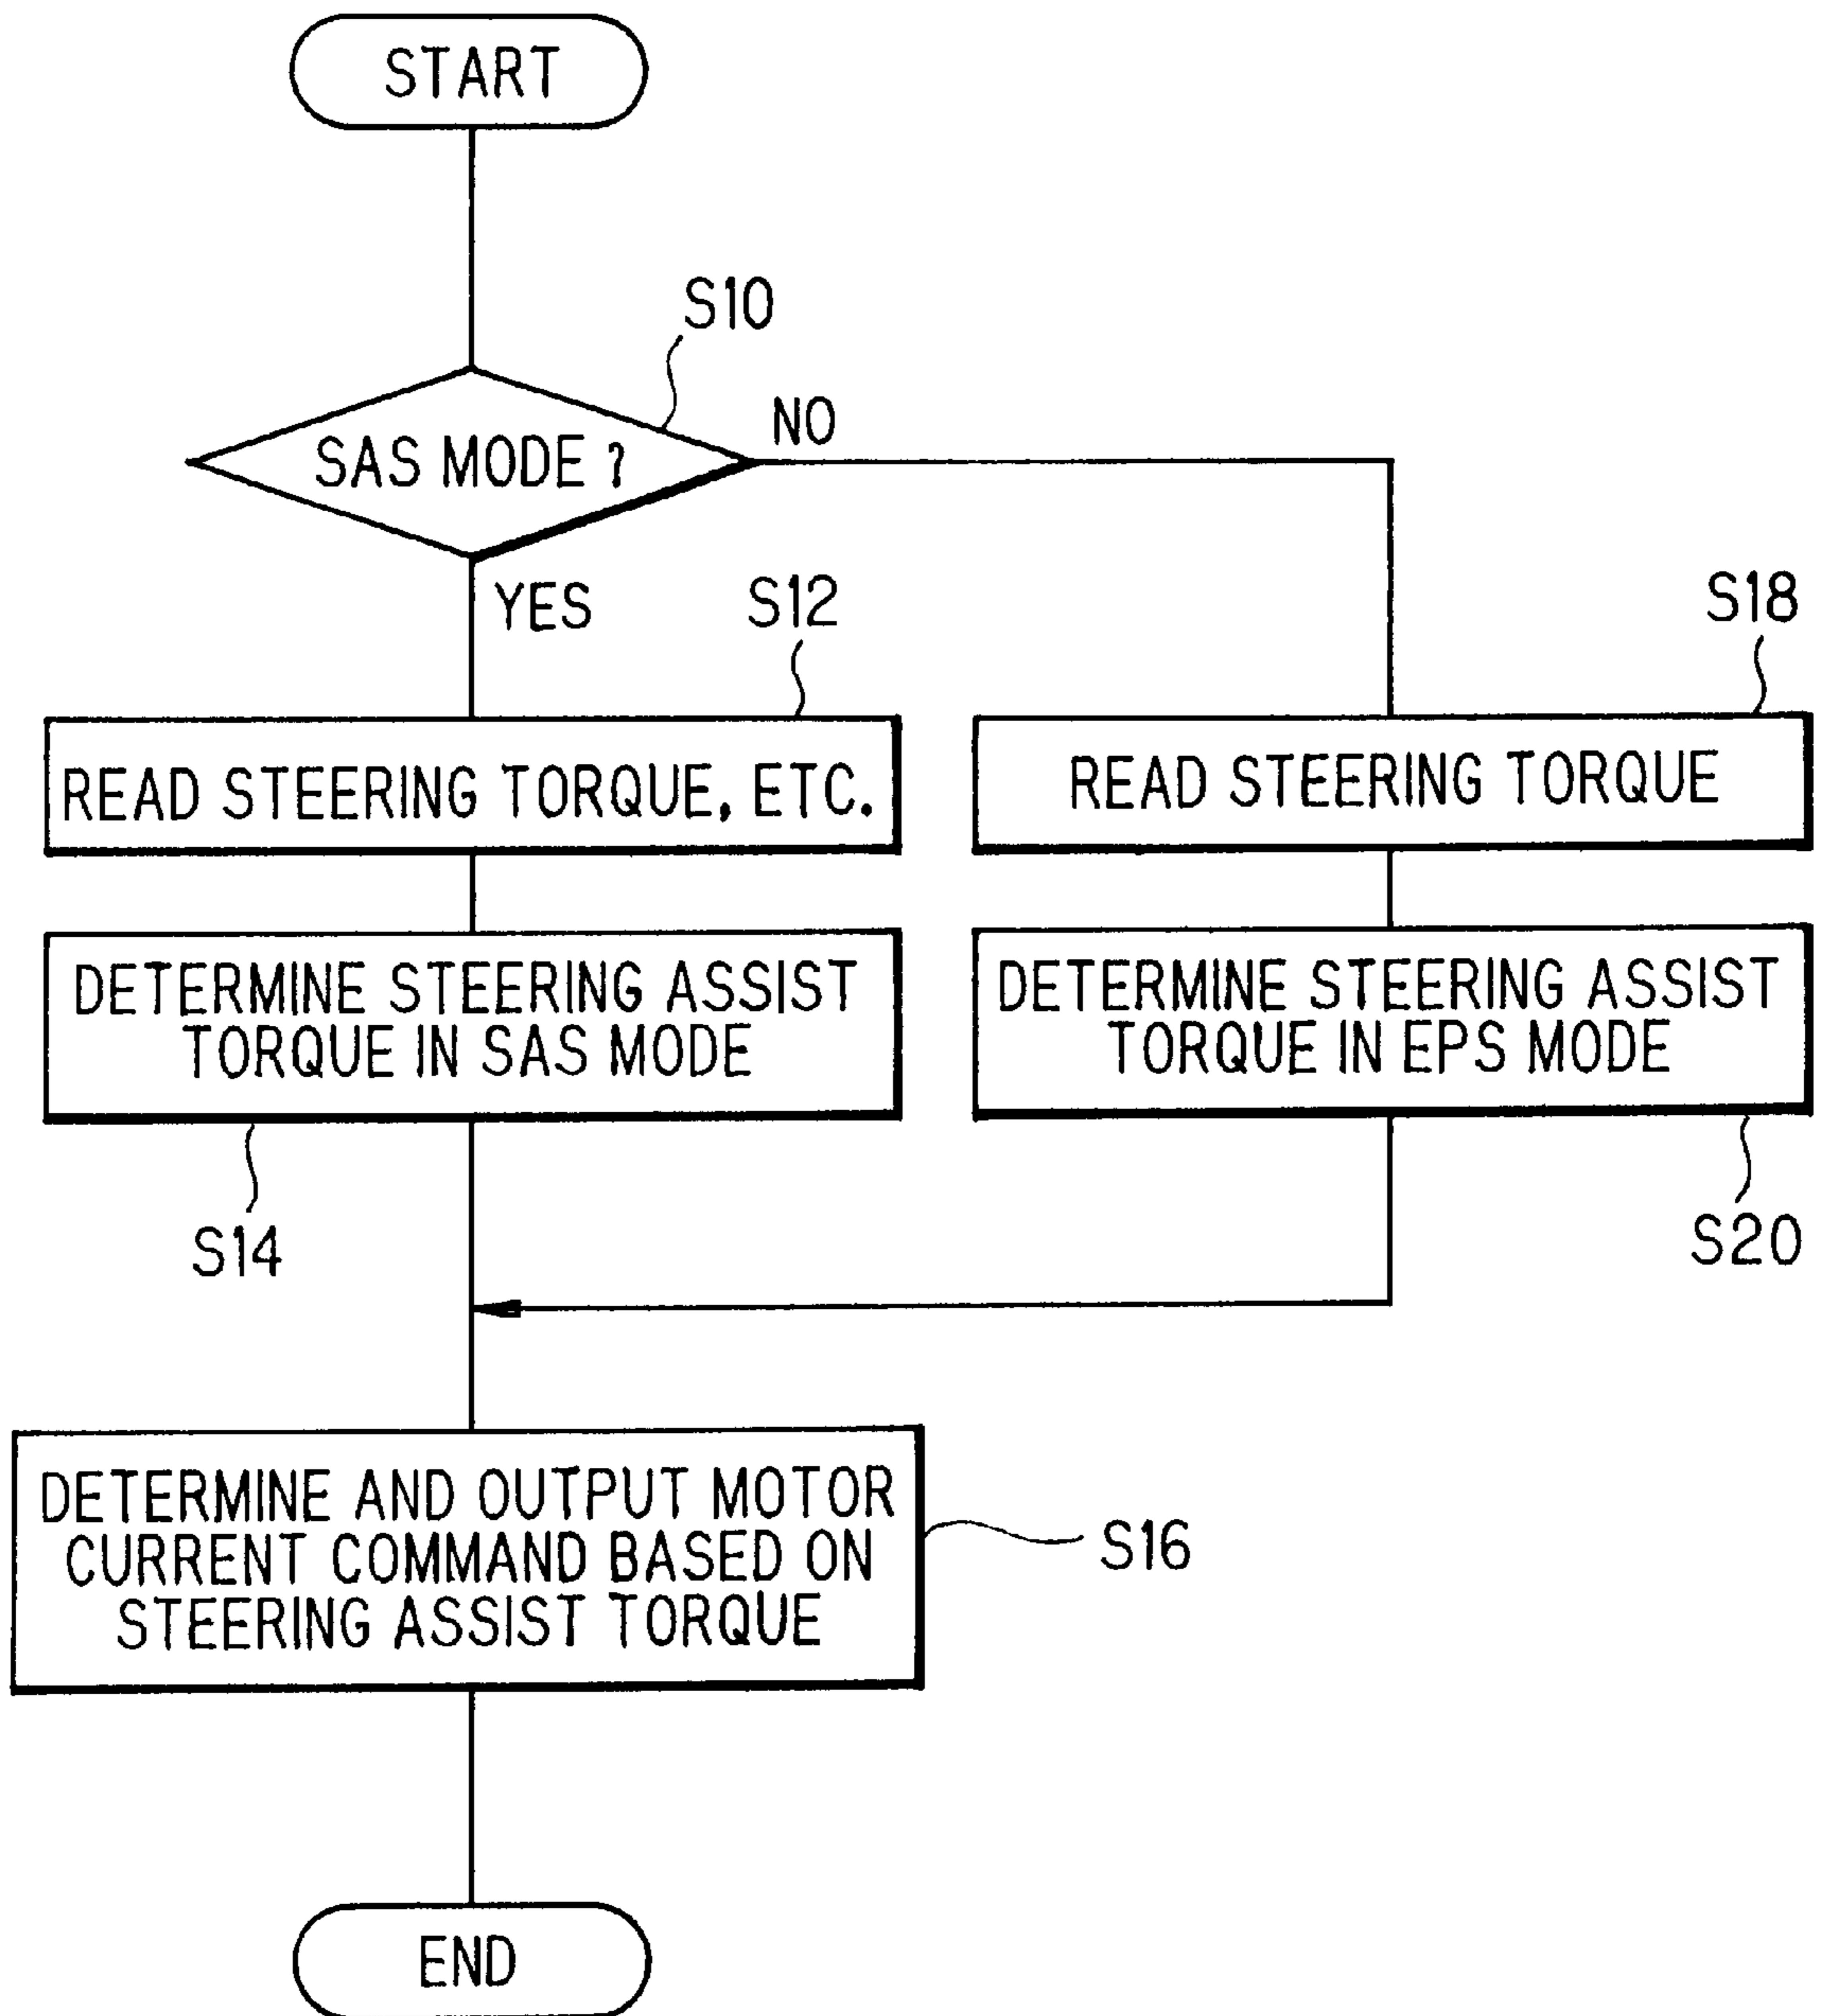 START
S10
SAS MODE ?
NO
YES
S12
S18
READ STEERING TORQUE, ETC.
READ STEERING TORQUE
DETERMINE STEERING ASSIST
TORQUE IN SAS MODE
DETERMINE STEERING ASSIST
TORQUE IN EPS MODE
S14
S20
DETERMINE AND OUTPUT MOTOR
CURRENT COMMAND BASED ON
STEERING ASSIST TORQUE
S16
END